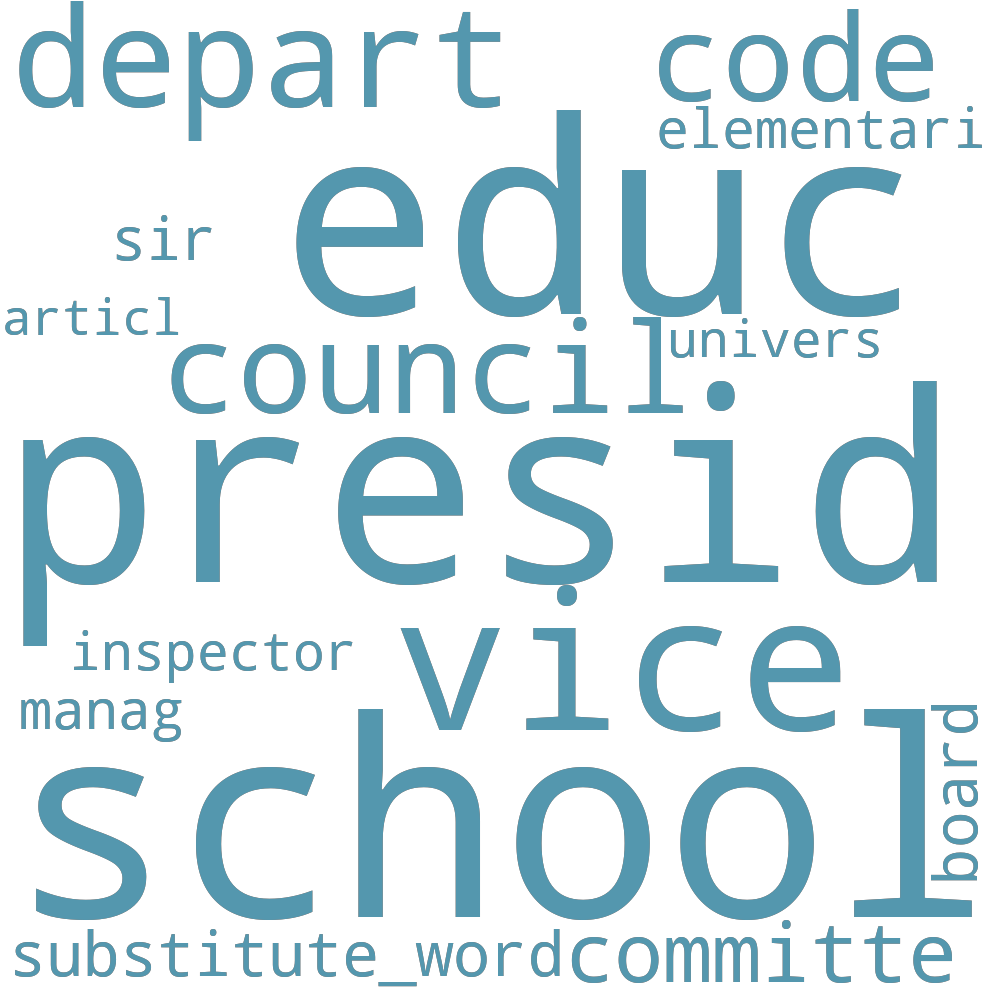 depart
code
elementari
educ
sir
articl
univers
council
presid
inspector
vice
manag
school
board
substitute_word
committe